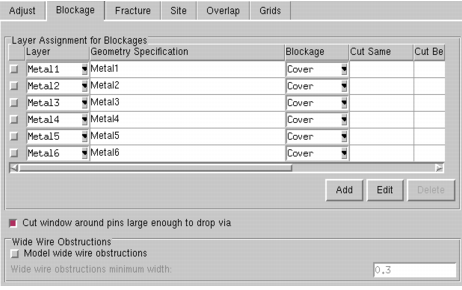 Adjust Blockage Fracture Site Overlap Grids
Layer Assignment for Blockages
Layer Geometry Specification Blockage Cut Same Cut Be
Metal1 Metal1 Cover
Metal2 Metal2 Cover
Metal3 Metal3 Cover
Metal4 Metal4 Cover
Metal5 Metal5 Cover
Metal6 Metal6 Cover
Add Edit Delete
Cut window around pins large enough to drop via
Wide Wire Obstructions
Model wide wire obstructions
Wide wire obstructions minimum width: 0.3